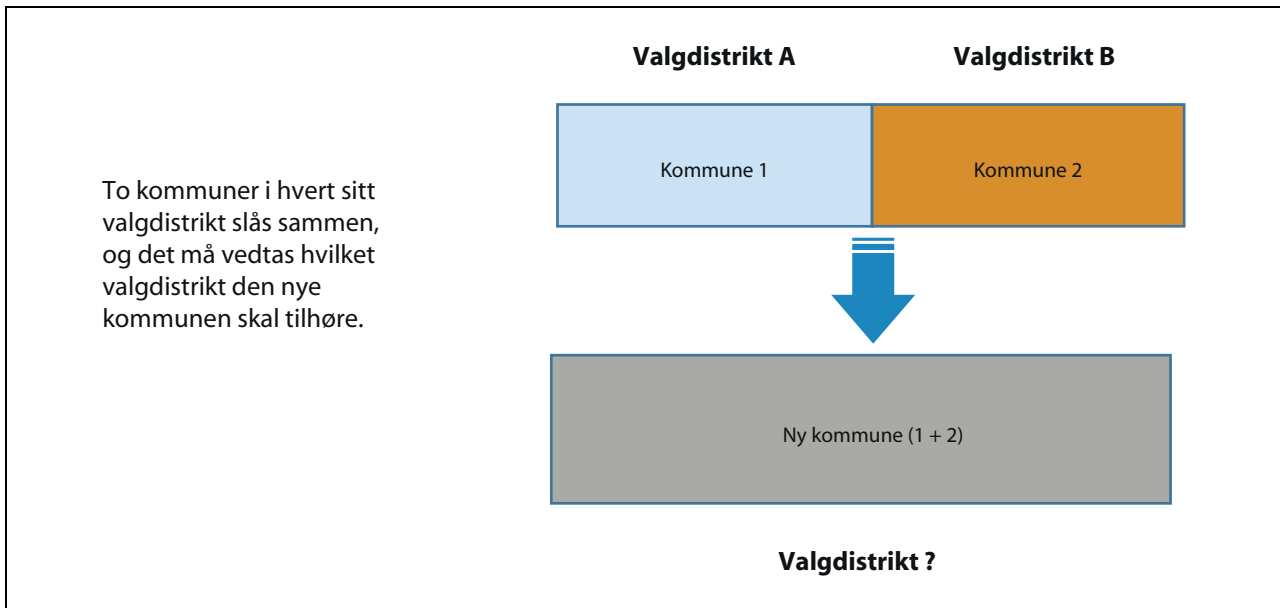 Valgdistrikt A
Valgdistrikt B
Kommune 1
Kommune 2
To kommuner i hvert sitt
valgdistrikt slås sammen,
og det må vedtas hvilket
valgdistrikt den nye
kommunen skal tilhøre.
Ny kommune (1 + 2)
Valgdistrikt ?